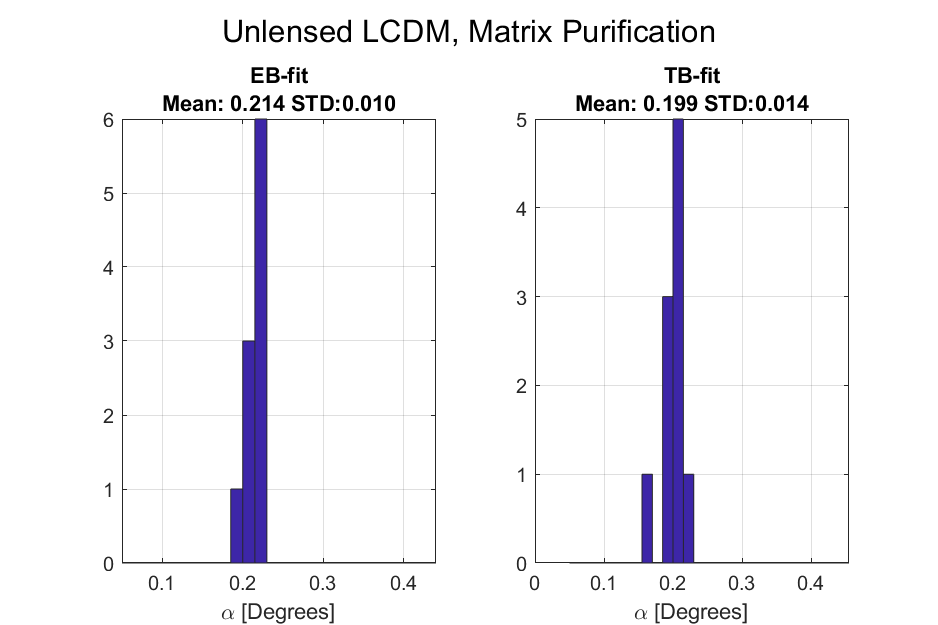 Unlensed LCDM, Matrix Purification
EB-fit
Mean: 0.214 STD:0.010
6
5
4
3
2
1
0
0.1 0.2 0.3 0.4
α [Degrees]
TB-fit
Mean: 0.199 STD:0.014
5
4
3
2
1
0
0 0.1 0.2 0.3 0.4
α [Degrees]